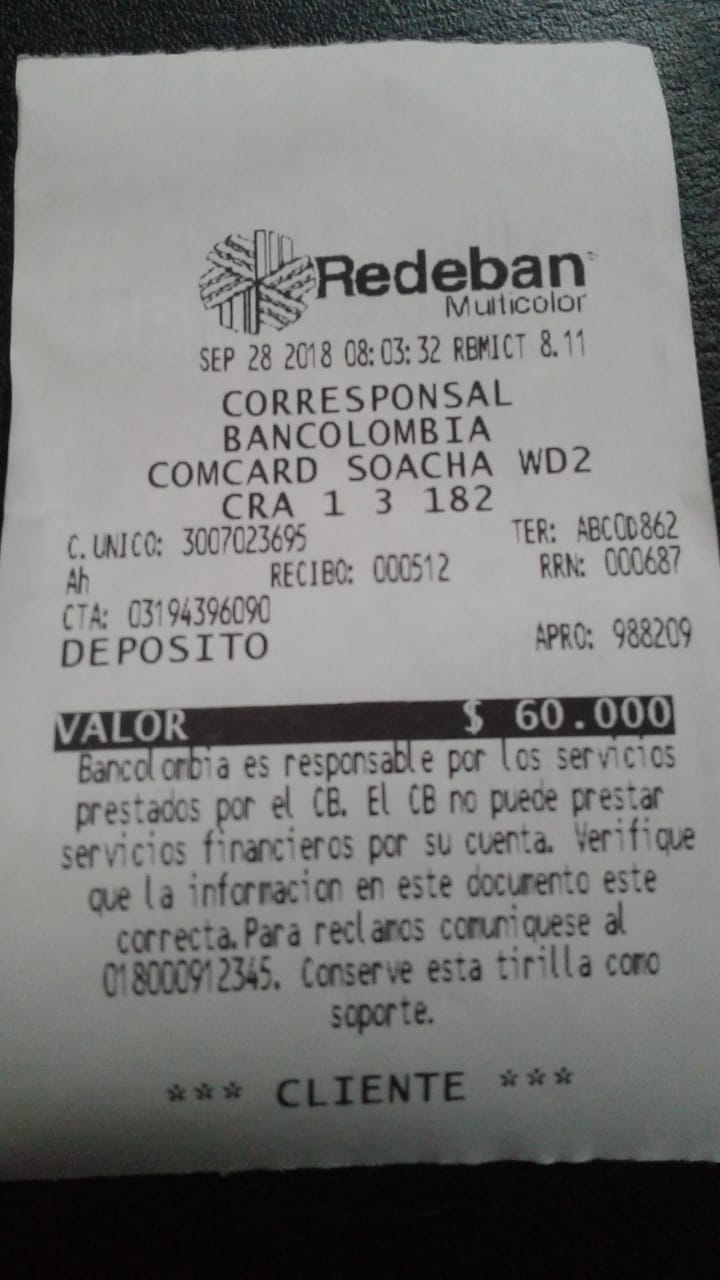 Redeban
Multicolor
SEP 28 2018 08:03:32 RBMICT 8.11
CORRESPONSAL
BANCOLOMBIA
COMCARD SOACHA WD2
CRA 1 3 182
C. UNICO: 3007023695 TER: ABCOD862
Ah RECIBO: 000512 RRN: 000687
CTA: 03194396090
DEPOSITO APRO: 988209
VALOR $ 60.000
Bancolombia es responsable por los servicios
prestados por el CB. El CB no puede prestar
servicios financieros por su cuenta. Verifique
que la informacion en este documento este
correcta. Para reclamos comuniquese al
018000912345. Conserve esta tirilla como
soporte.
*** CLIENTE ***